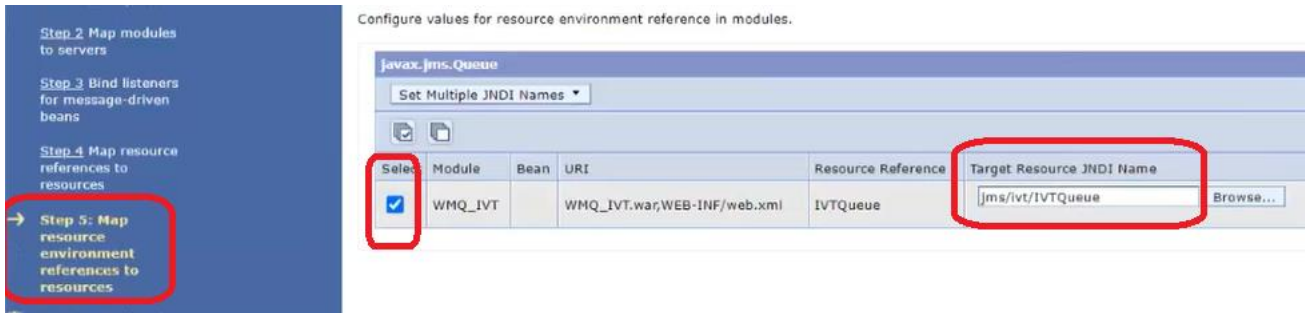 Step 2 Map modules
to servers
Step 3 Bind listeners
for message-driven
beans
Step 4 Map resource
references to
resources
Step 5: Map
resource
environment
references to
resources
Configure values for resource environment reference in modules.
javax.jms.Queue
Set Multiple JNDI Names
Select Module Bean URI Resource Reference Target Resource JNDI Name
WMQ_IVT WMQ_IVT.war,WEB-INF/web.xml IVTQueue jms/ivt/IVTQueue Browse...